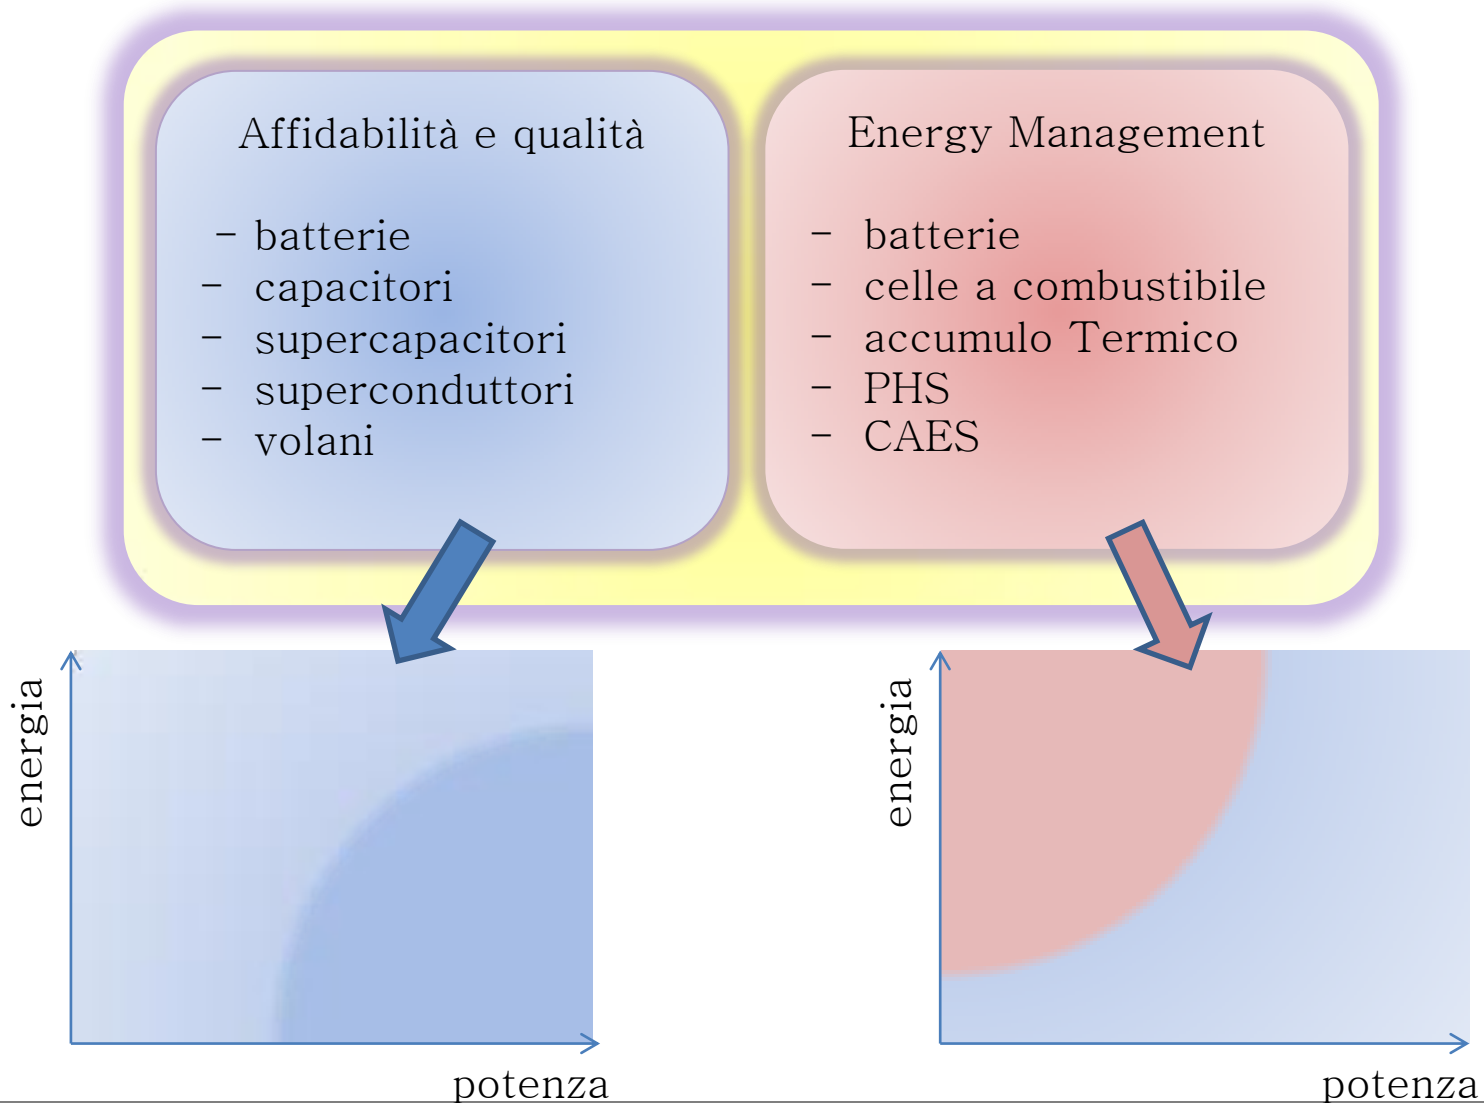 Affidabilità e qualità
- batterie
- capacitori
- supercapacitori
- superconduttori
- volani
Energy Management
- batterie
- celle a combustibile
- accumulo Termico
- PHS
- CAES
energia
potenza
energia
potenza